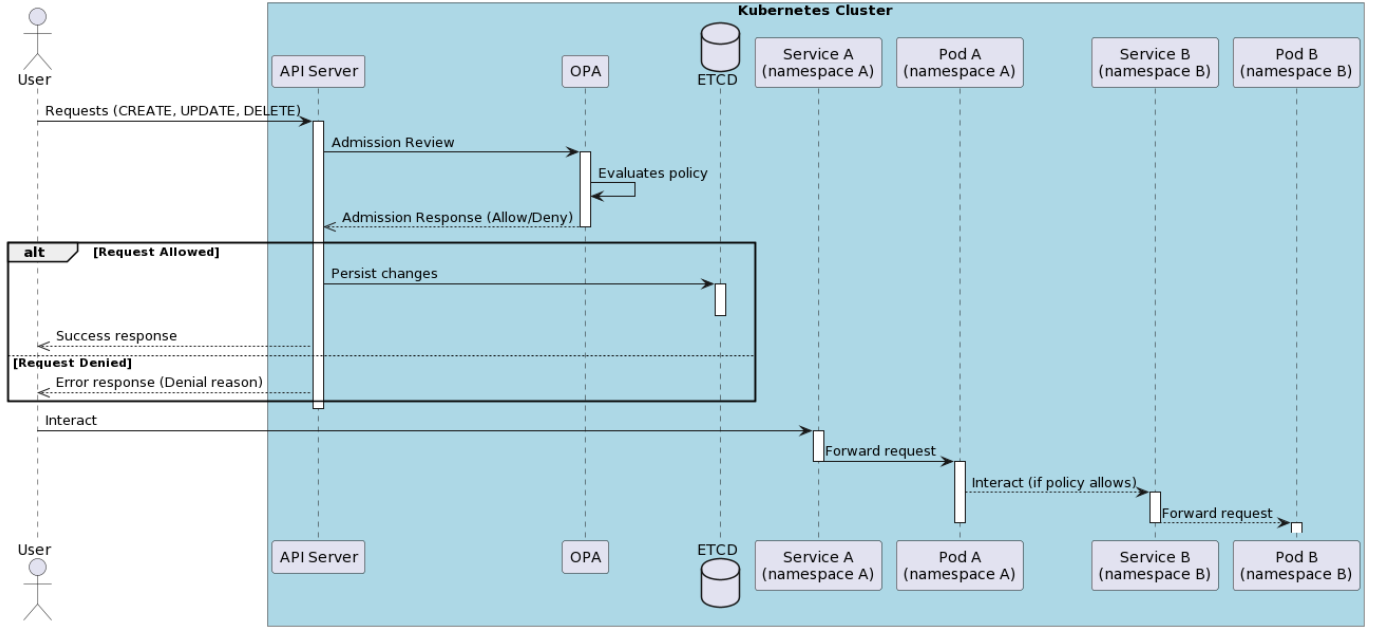 Kubernetes Cluster
User
API Server
OPA
ETCD
Service A
(namespace A)
Pod A
(namespace A)
Service B
(namespace B)
Pod B
(namespace B)
Requests (CREATE, UPDATE, DELETE)
Admission Review
Evaluates policy
Admission Response (Allow/Deny)
alt
[Request Allowed]
Persist changes
Success response
[Request Denied]
Error response (Denial reason)
Interact
Forward request
Interact (if policy allows)
Forward request
User
API Server
OPA
ETCD
Service A
(namespace A)
Pod A
(namespace A)
Service B
(namespace B)
Pod B
(namespace B)